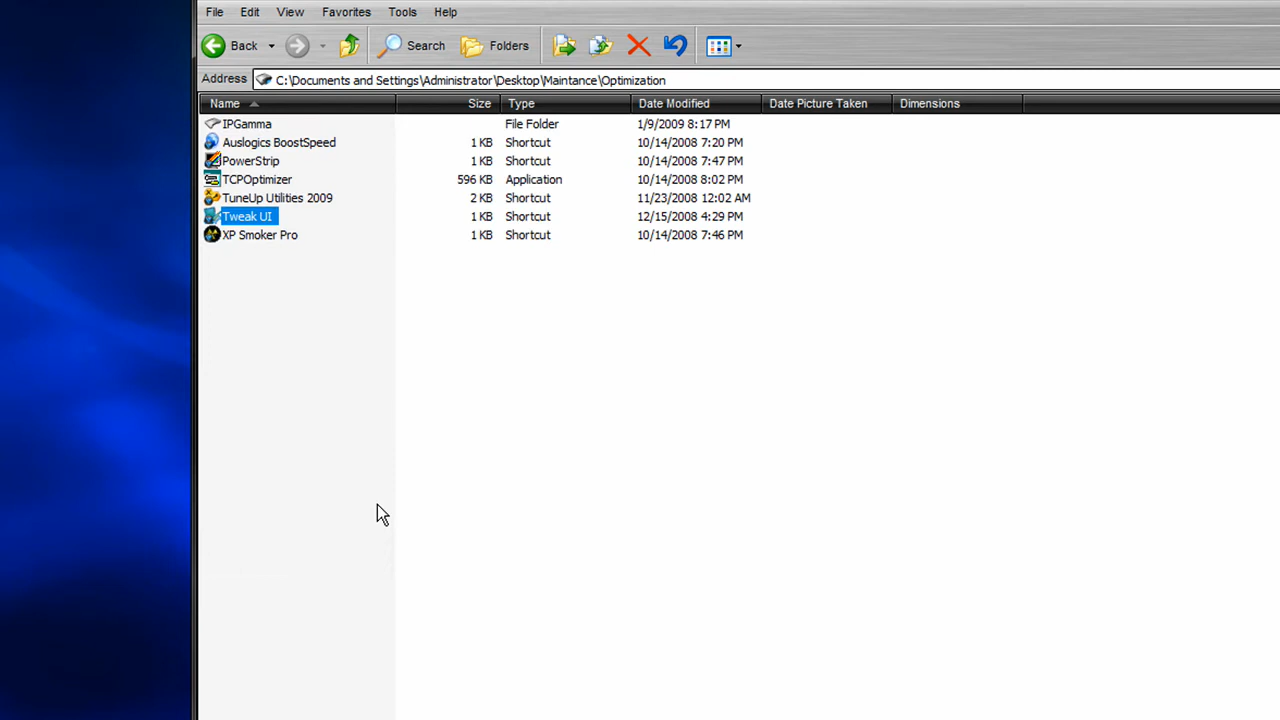 File Edit View Favorites Tools Help
Back Search Folders
Address C:\Documents and Settings\Administrator\Desktop\Maintance\Optimization
Name Size Type Date Modified Date Picture Taken Dimensions
IPGamma File Folder 1/9/2009 8:17 PM
Auslogics BoostSpeed 1 KB Shortcut 10/14/2008 7:20 PM
PowerStrip 1 KB Shortcut 10/14/2008 7:47 PM
TCPOptimizer 596 KB Application 10/14/2008 8:02 PM
TuneUp Utilities 2009 2 KB Shortcut 11/23/2008 12:02 AM
Tweak UI 1 KB Shortcut 12/15/2008 4:29 PM
XP Smoker Pro 1 KB Shortcut 10/14/2008 7:46 PM